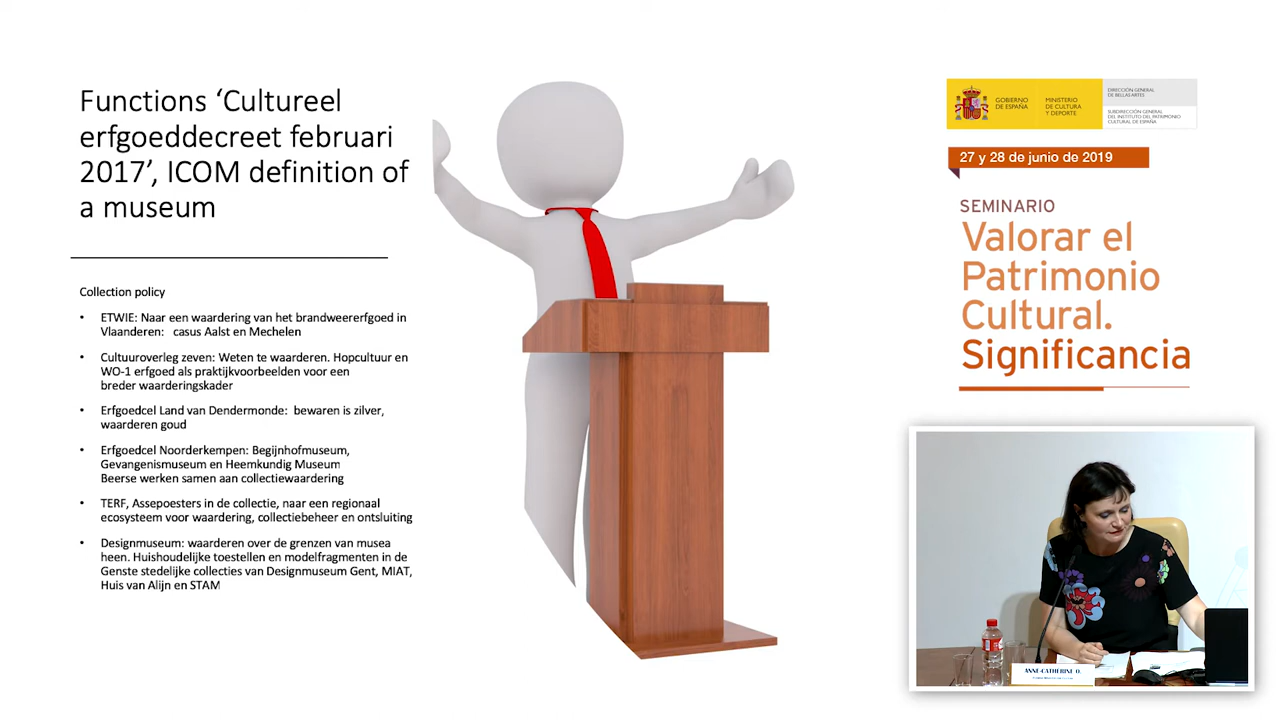 Functions ‘Cultureel
erfgoeddecreet februari
2017’, ICOM definition of
a museum
Collection policy
• ETWIE: Naar een waardering van het brandweererfgoed in
Vlaanderen: casus Aalst en Mechelen
• Cultuuroverleg zeven: Weten te waarderen. Hopcultuur en
WO-1 erfgoed als praktijkvoorbeelden voor een
breder waarderingskader
• Erfgoedcel Land van Dendermonde: bewaren is zilver,
waarderen goud
• Erfgoedcel Noorderkempen: Begijnhofmuseum,
Gevangenismuseum en Heemkundig Museum
Beerse werken samen aan collectiewaardering
• TERF, Assepoesters in de collectie, naar een regionaal
ecosysteem voor waardering, collectiebeheer en ontsluiting
• Designmuseum: waarderen over de grenzen van musea
heen. Huishoudelijke toestellen en modelfragmenten in de
Genste stedelijke collecties van Designmuseum Gent, MIAT,
Huis van Alijn en STAM
GOBIERNO
DE ESPAÑA
MINISTERIO
DE CULTURA
Y DEPORTE
DIRECCIÓN GENERAL
DE BELLAS ARTES
SUBDIRECCIÓN GENERAL
DEL INSTITUTO DEL PATRIMONIO
CULTURAL DE ESPAÑA
27 y 28 de junio de 2019
SEMINARIO
Valorar el
Patrimonio
Cultural.
Significancia
ANNE-CATHERINE O.